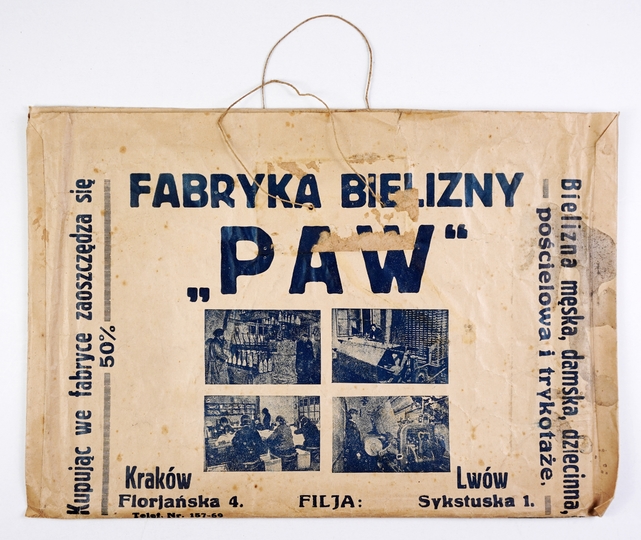 FABRYKA BIELIZNY
„PAW“
Kupując we fabryce zaoszczędza się
50%
Bielizna męska, damska, dziecinna,
pościelowa i trykotaże.
Kraków
Florjańska 4.
Telef. Nr. 157-69
FILJA:
Lwów
Sykstuska 1.